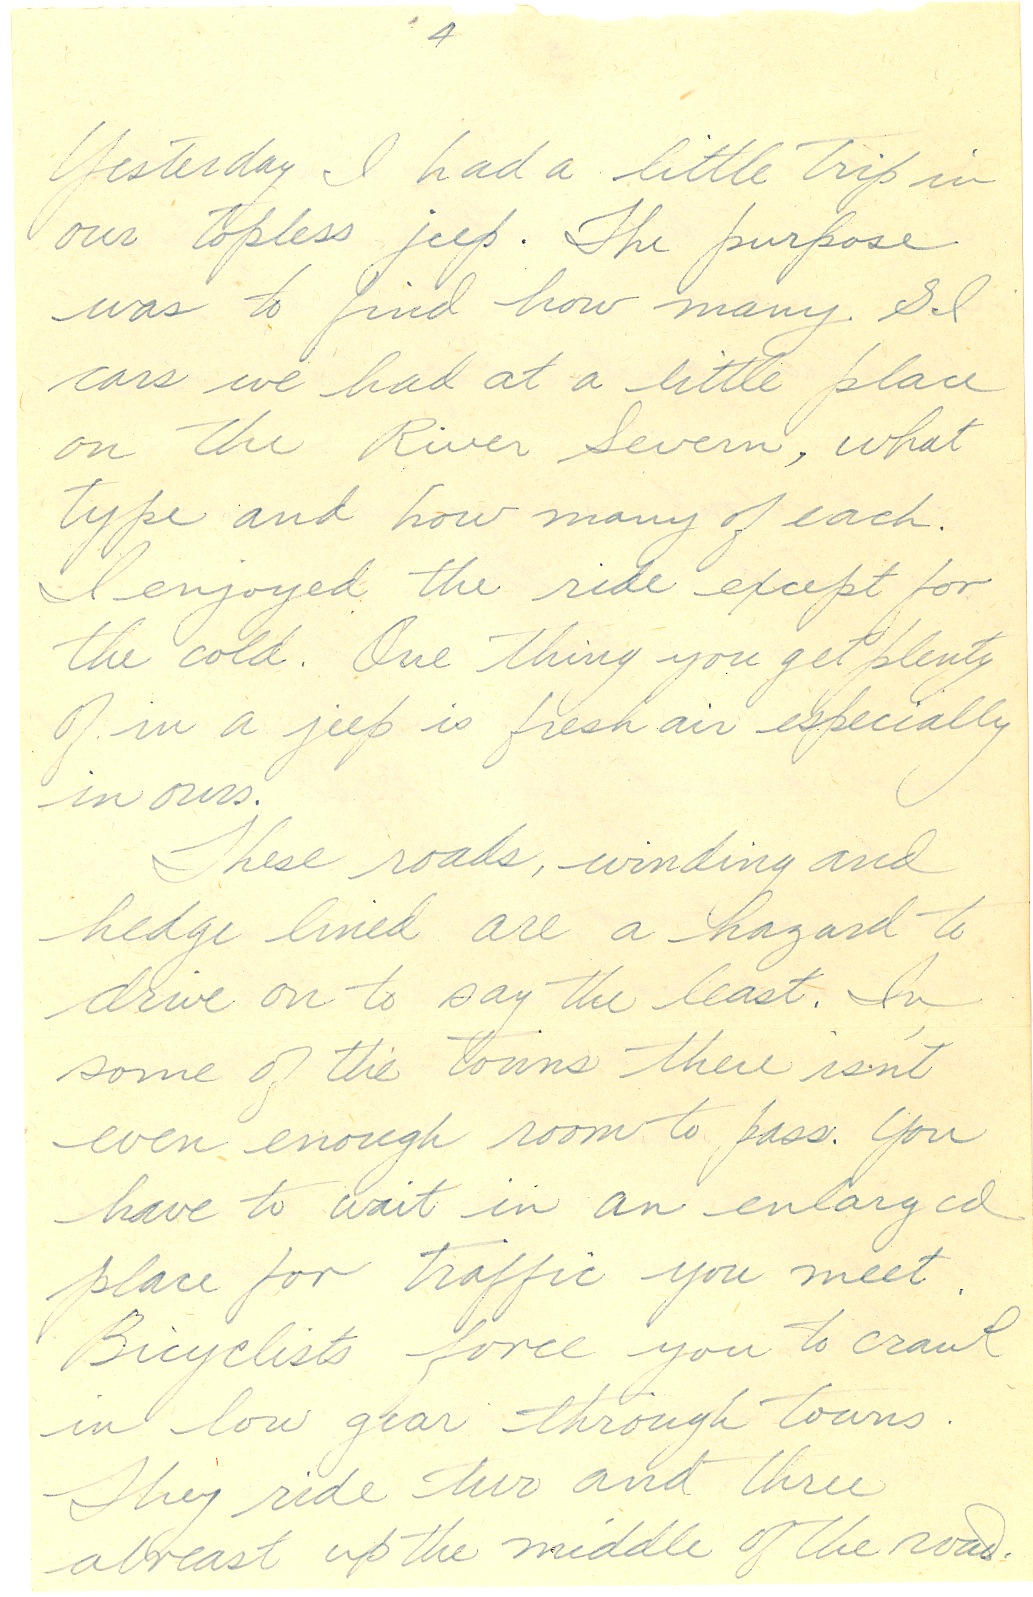 4
Yesterday I had a little trip in
our topless jeep. The purpose
was to find how many S.I
cars we had at a little place
on the River Severn, what
type and how many of each.
I enjoyed the ride except for
the cold. One thing you get plenty
of in a jeep is fresh air especially
in ours.
These roads, winding and
hedge lined are a hazard to
drive on to say the least. In
some of the towns there isn't
even enough room to pass. You
have to wait in an enlarged
place for traffic you meet.
Bicyclists force you to crawl
in low gear through towns.
They ride two and three
abreast up the middle of the road.